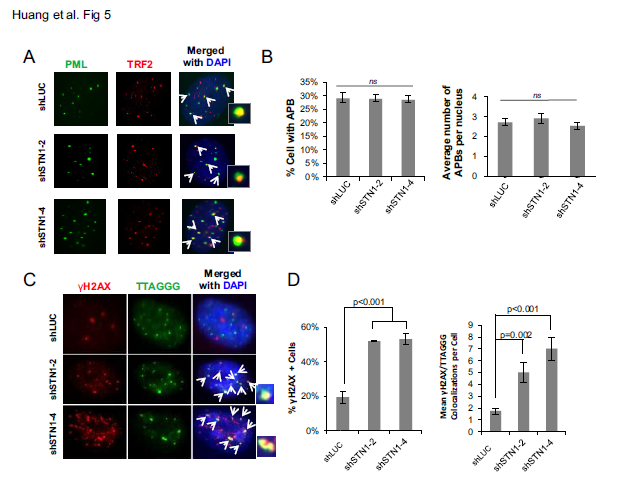 Huang et al. Fig 5
A
PML
TRF2
Merged
with DAPI
shLUC
shSTN1-2
shSTN1-4
B
% Cell with APB
35%
30%
25%
20%
15%
10%
5%
0%
ns
shLUC
shSTN1-2
shSTN1-4
Average number of
APBs per nucleus
4
3
2
1
0
ns
shLUC
shSTN1-2
shSTN1-4
C
γH2AX
TTAGGG
Merged
with DAPI
shLUC
shSTN1-2
shSTN1-4
D
% γH2AX + Cells
60%
40%
20%
0%
p<0.001
shLUC
shSTN1-2
shSTN1-4
Mean γH2AX/TTAGGG
Colocalizations per Cell
9
8
7
6
5
4
3
2
1
0
p<0.001
p=0.002
shLUC
shSTN1-2
shSTN1-4